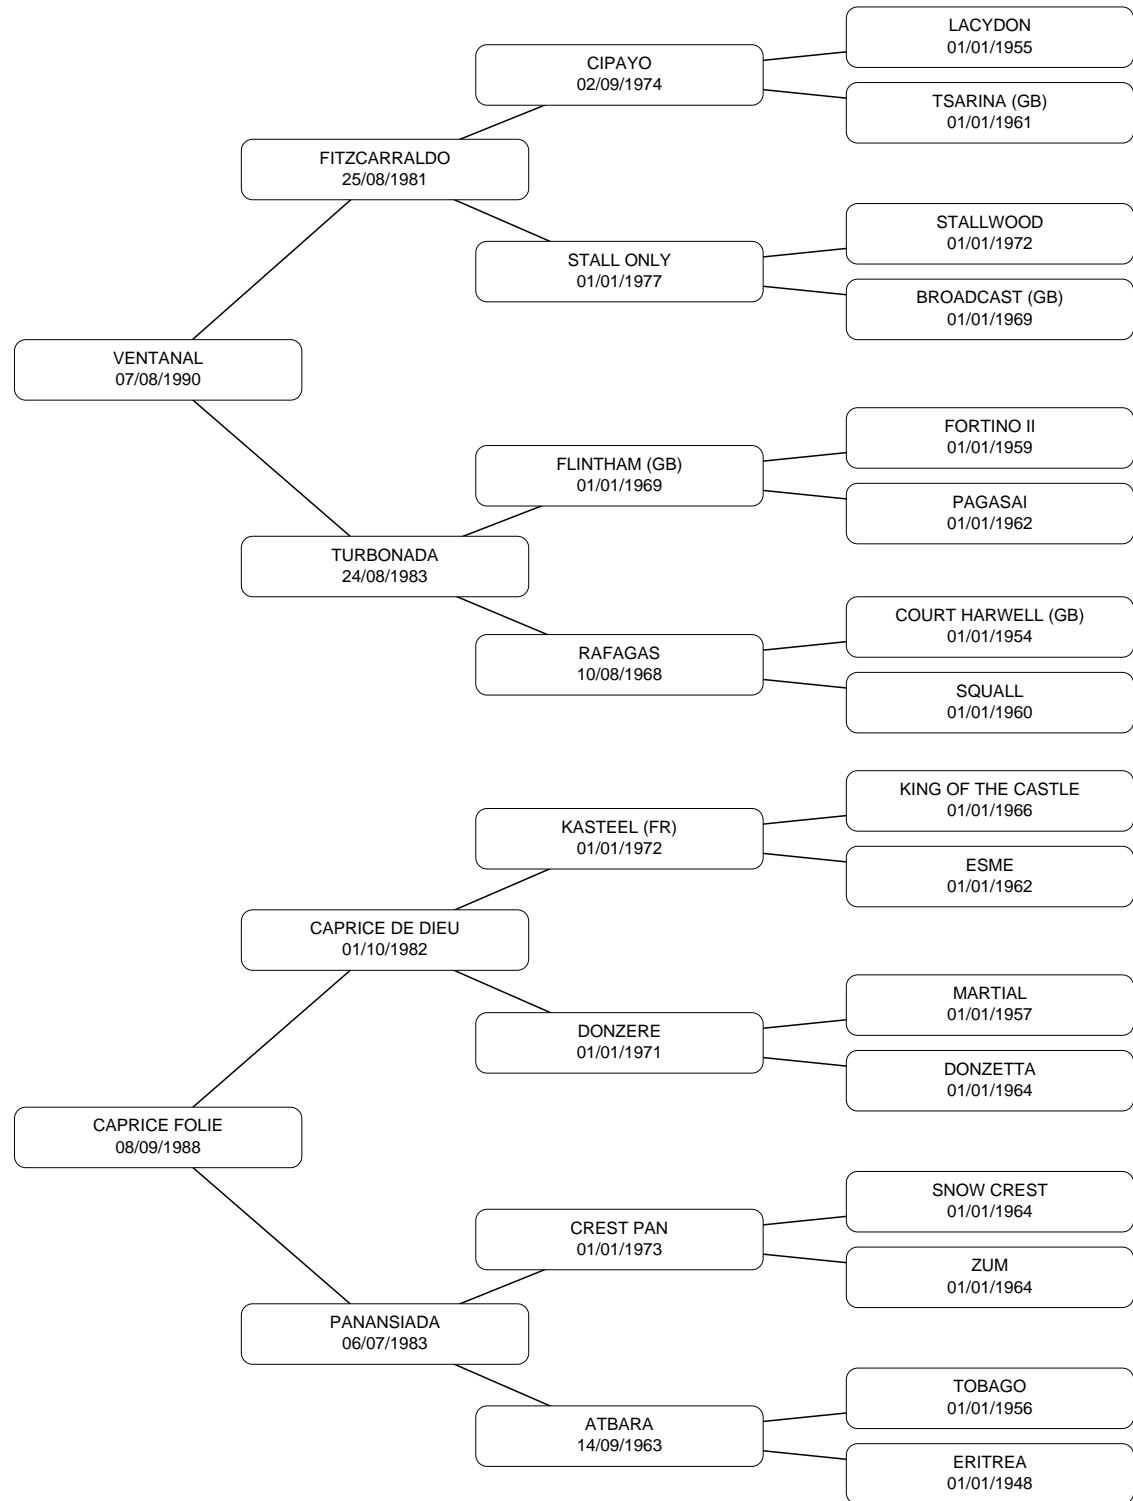 LACYDON
01/01/1955
CIPAYO
02/09/1974
TSARINA (GB)
01/01/1961
FITZCARRALDO
25/08/1981
STALLWOOD
01/01/1972
STALL ONLY
01/01/1977
BROADCAST (GB)
01/01/1969
VENTANAL
07/08/1990
FORTINO II
01/01/1959
FLINTHAM (GB)
01/01/1969
PAGASAI
01/01/1962
TURBONADA
24/08/1983
COURT HARWELL (GB)
01/01/1954
RAFAGAS
10/08/1968
SQUALL
01/01/1960
KING OF THE CASTLE
01/01/1966
KASTEEL (FR)
01/01/1972
ESME
01/01/1962
CAPRICE DE DIEU
01/10/1982
MARTIAL
01/01/1957
DONZERE
01/01/1971
DONZETTA
01/01/1964
CAPRICE FOLIE
08/09/1988
SNOW CREST
01/01/1964
CREST PAN
01/01/1973
ZUM
01/01/1964
PANANSIADA
06/07/1983
TOBAGO
01/01/1956
ATBARA
14/09/1963
ERITREA
01/01/1948